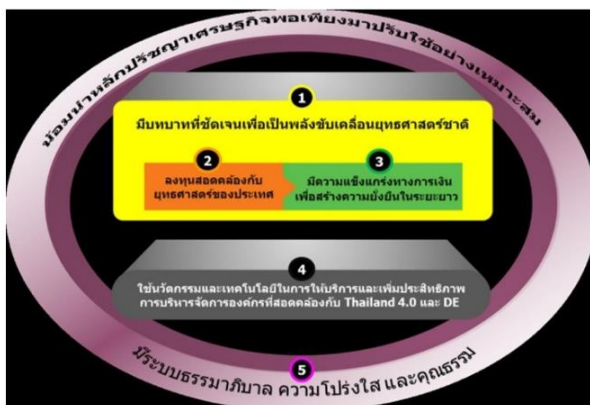 น้อมนำหลักปรัชญาเศรษฐกิจพอเพียงมาปรับใช้อย่างเหมาะสม
1
มีบทบาทที่ชัดเจนเพื่อเป็นพลังขับเคลื่อนยุทธศาสตร์ชาติ
2
ลงทุนสอดคล้องกับ
ยุทธศาสตร์ของประเทศ
3
มีความแข็งแกร่งทางการเงิน
เพื่อสร้างความยั่งยืนในระยะยาว
4
ใช้นวัตกรรมและเทคโนโลยีในการให้บริการและเพิ่มประสิทธิภาพ
การบริหารจัดการองค์กรที่สอดคล้องกับ Thailand 4.0 และ DE
5
มีระบบธรรมาภิบาล ความโปร่งใส และคุณธรรม